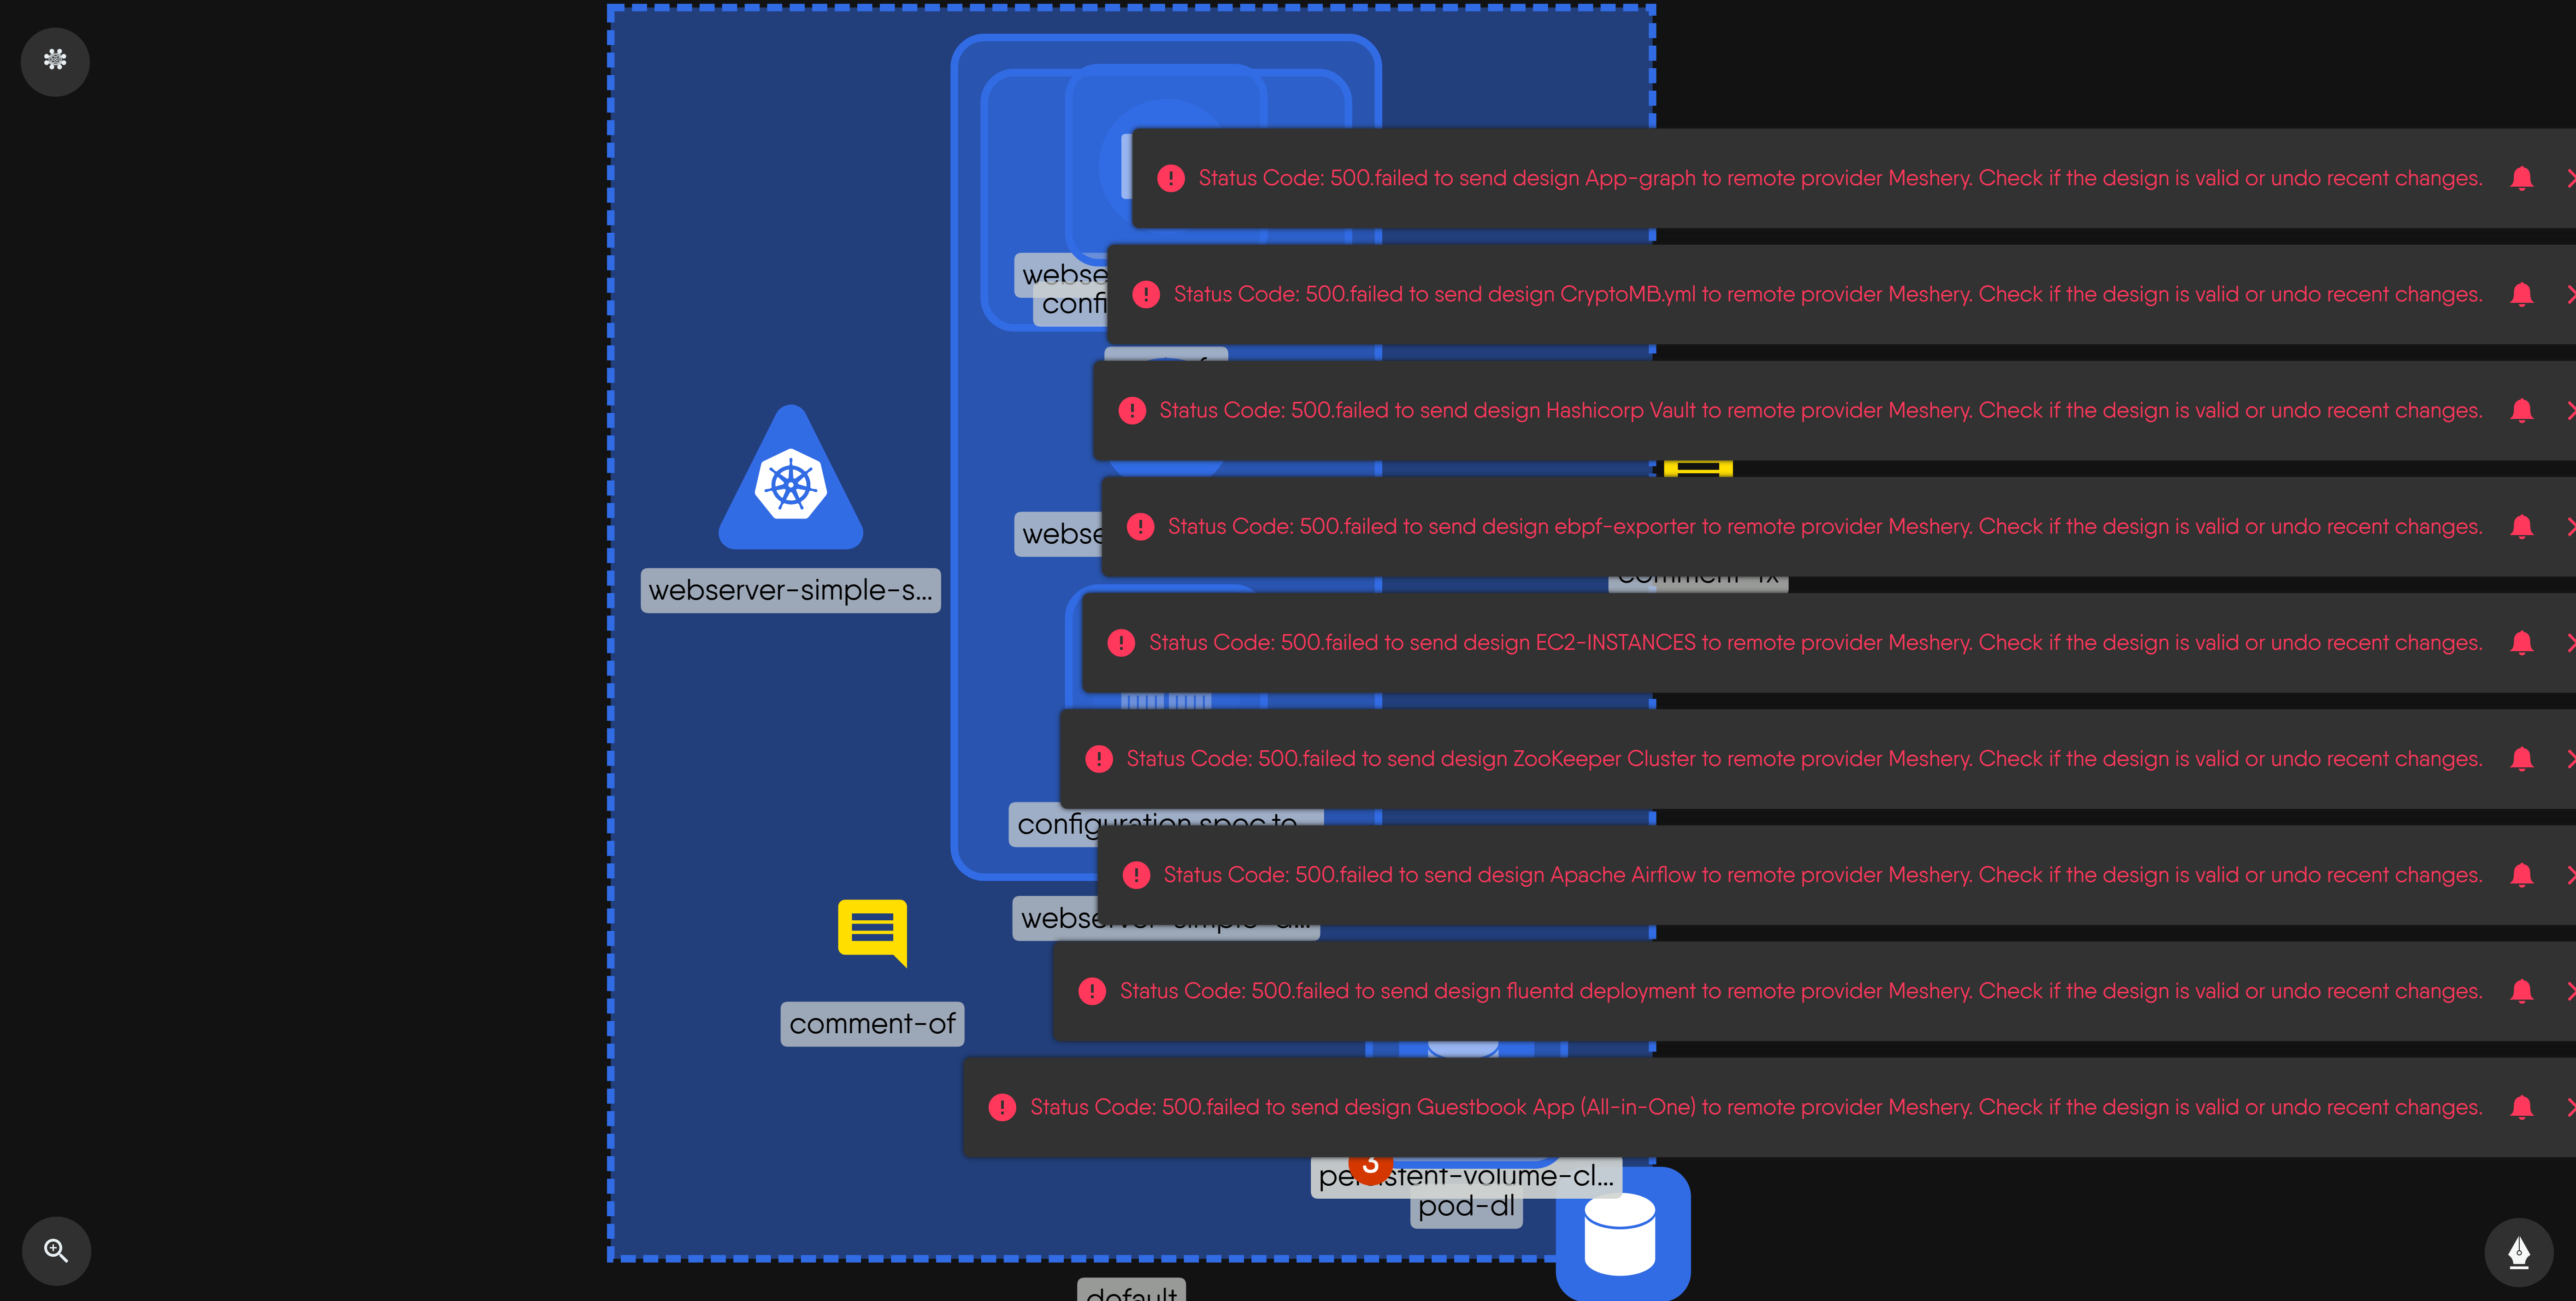 Status Code: 500.failed to send design App-graph to remote provider Meshery. Check if the design is valid or undo recent changes.
webse
confi
Status Code: 500.failed to send design CryptoMB.yml to remote provider Meshery. Check if the design is valid or undo recent changes.
Status Code: 500.failed to send design Hashicorp Vault to remote provider Meshery. Check if the design is valid or undo recent changes.
webse
Status Code: 500.failed to send design ebpf-exporter to remote provider Meshery. Check if the design is valid or undo recent changes.
webserver-simple-s...
Status Code: 500.failed to send design EC2-INSTANCES to remote provider Meshery. Check if the design is valid or undo recent changes.
Status Code: 500.failed to send design ZooKeeper Cluster to remote provider Meshery. Check if the design is valid or undo recent changes.
configuration.spec.te...
Status Code: 500.failed to send design Apache Airflow to remote provider Meshery. Check if the design is valid or undo recent changes.
webserver-simple-d...
Status Code: 500.failed to send design fluentd deployment to remote provider Meshery. Check if the design is valid or undo recent changes.
comment-of
Status Code: 500.failed to send design Guestbook App (All-in-One) to remote provider Meshery. Check if the design is valid or undo recent changes.
3
persistent-volume-cl...
pod-dl
default